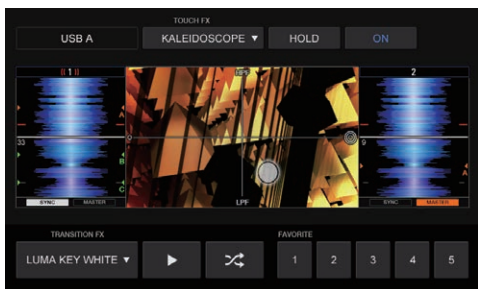 TOUCH FX
USB A
KALEIDOSCOPE ▼
HOLD
ON
1
HPF
2
A
33
B
C
A
LPF
SYNC
MASTER
SYNC
MASTER
TRANSITION FX
FAVORITE
LUMA KEY WHITE ▼
1
2
3
4
5